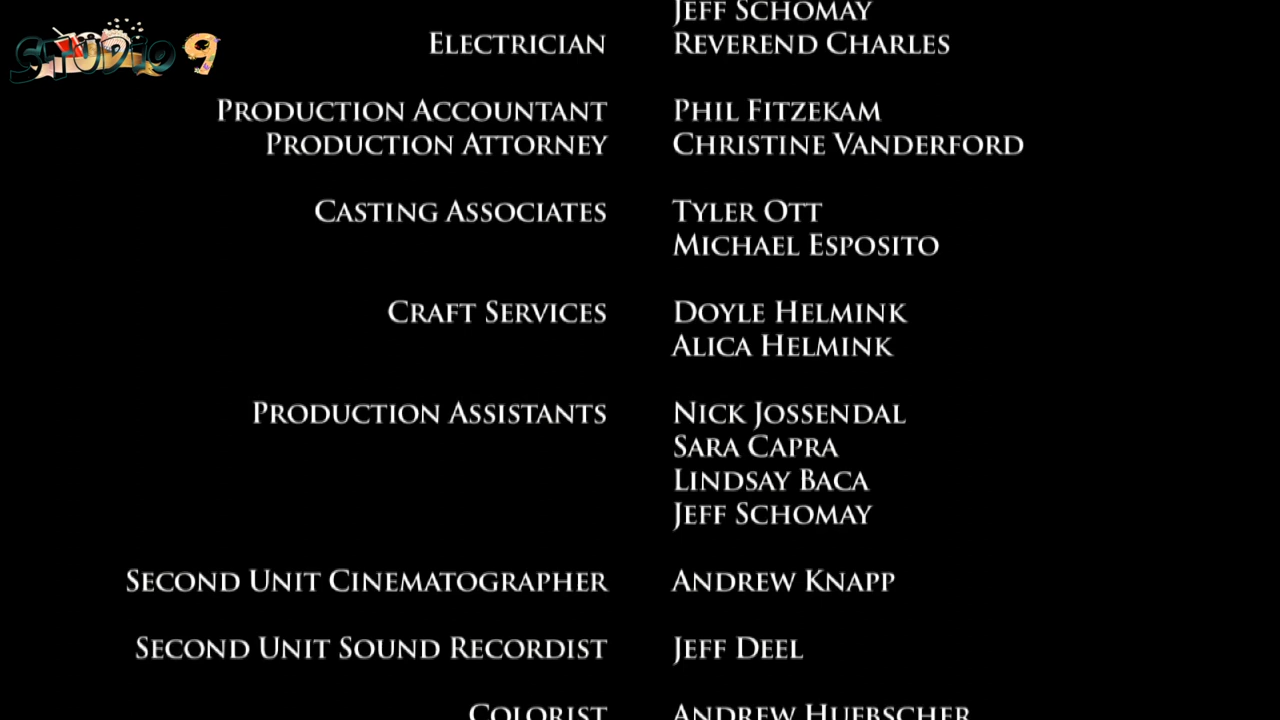 STUDIO 9
JEFF SCHOMAY
ELECTRICIAN REVEREND CHARLES
PRODUCTION ACCOUNTANT PHIL FITZEKAM
PRODUCTION ATTORNEY CHRISTINE VANDERFORD
CASTING ASSOCIATES TYLER OTT
MICHAEL ESPOSITO
CRAFT SERVICES DOYLE HELMINK
ALICA HELMINK
PRODUCTION ASSISTANTS NICK JOSSENDAL
SARA CAPRA
LINDSAY BACA
JEFF SCHOMAY
SECOND UNIT CINEMATOGRAPHER ANDREW KNAPP
SECOND UNIT SOUND RECORDIST JEFF DEEL
COLORIST ANDREW HUEBSCHER